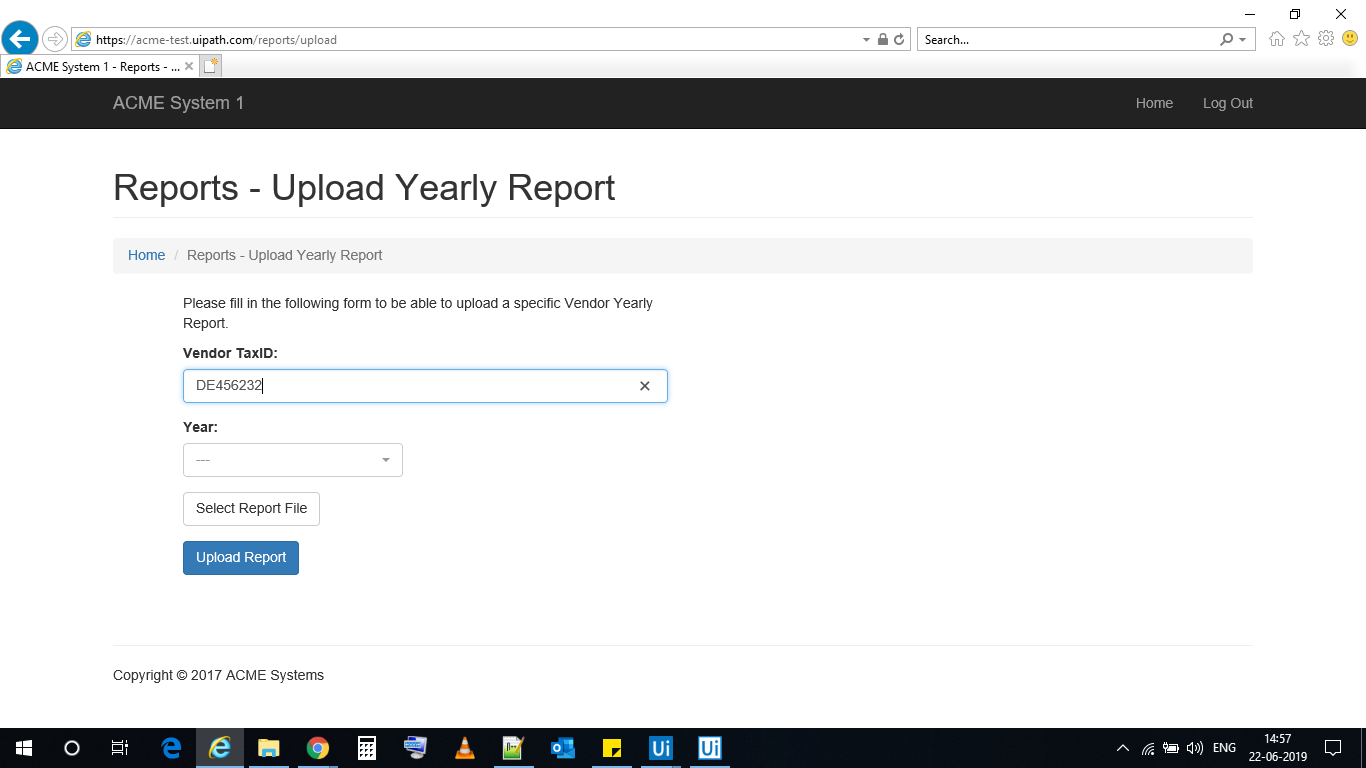 https://acme-test.uipath.com/reports/upload
Search...
ACME System 1 - Reports - ...
ACME System 1
Home
Log Out
Reports - Upload Yearly Report
Home / Reports - Upload Yearly Report
Please fill in the following form to be able to upload a specific Vendor Yearly
Report.
Vendor TaxID:
DE456232
Year:
---
Select Report File
Upload Report
Copyright © 2017 ACME Systems
Ui
Ui
ENG
14:57
22-06-2019